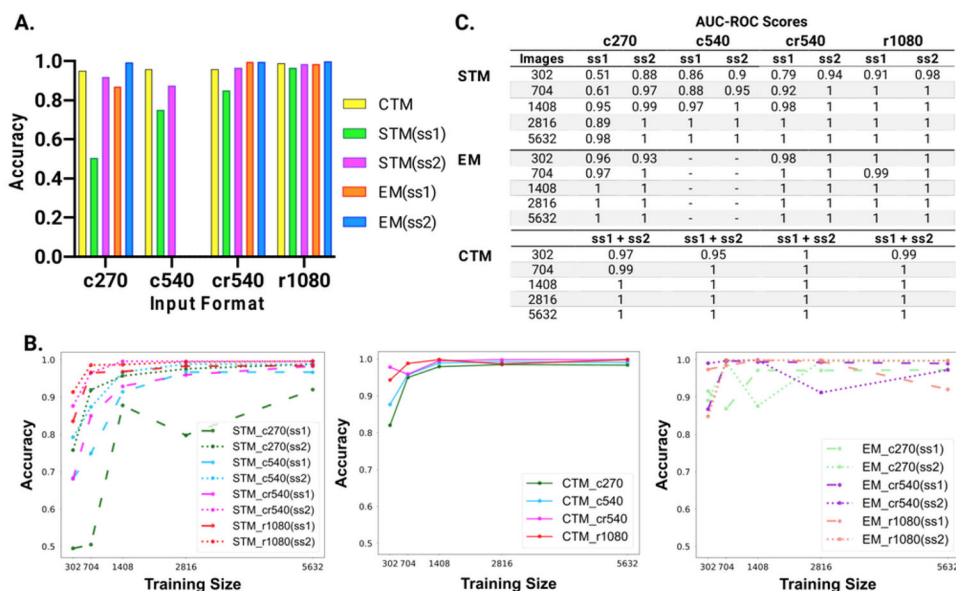 A.
Accuracy
1.0
0.8
0.6
0.4
0.2
0.0
c270 c540 cr540 r1080
Input Format
CTM
STM(ss1)
STM(ss2)
EM(ss1)
EM(ss2)
C.
AUC-ROC Scores
c270 c540 cr540 r1080
Images ss1 ss2 ss1 ss2 ss1 ss2 ss1 ss2
STM 302 0.51 0.88 0.86 0.9 0.79 0.94 0.91 0.98
704 0.61 0.97 0.88 0.95 0.92 1 1 1
1408 0.95 0.99 0.97 1 0.98 1 1 1
2816 0.89 1 1 1 1 1 1 1
5632 0.98 1 1 1 1 1 1 1
EM 302 0.96 0.93 - - 0.98 1 1 1
704 0.97 1 - - 1 1 0.99 1
1408 1 1 - - 1 1 1 1
2816 1 1 - - 1 1 1 1
5632 1 1 - - 1 1 1 1
ss1 + ss2 ss1 + ss2 ss1 + ss2 ss1 + ss2
CTM 302 0.97 0.95 1 0.99
704 0.99 1 1 1
1408 1 1 1 1
2816 1 1 1 1
5632 1 1 1 1
B.
Accuracy
1.0
0.9
0.8
0.7
0.6
0.5
STM_c270(ss1)
STM_c270(ss2)
STM_c540(ss1)
STM_c540(ss2)
STM_cr540(ss1)
STM_cr540(ss2)
STM_r1080(ss1)
STM_r1080(ss2)
302 704 1408 2816 5632
Training Size
Accuracy
1.0
0.9
0.8
0.7
0.6
0.5
CTM_c270
CTM_c540
CTM_cr540
CTM_r1080
302 704 1408 2816 5632
Training Size
Accuracy
1.0
0.9
0.8
0.7
0.6
0.5
EM_c270(ss1)
EM_c270(ss2)
EM_cr540(ss1)
EM_cr540(ss2)
EM_r1080(ss1)
EM_r1080(ss2)
302 704 1408 2816 5632
Training Size